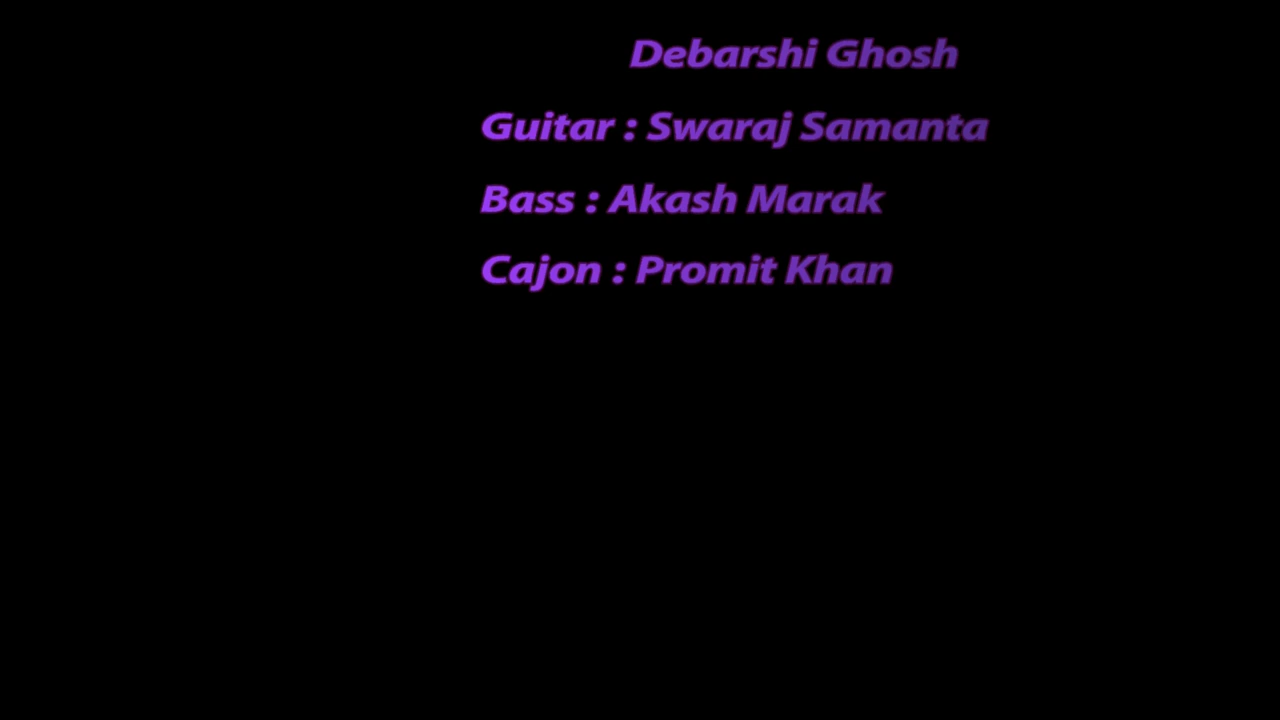 Debarshi Ghosh
Guitar : Swaraj Samanta
Bass : Akash Marak
Cajon : Promit Khan